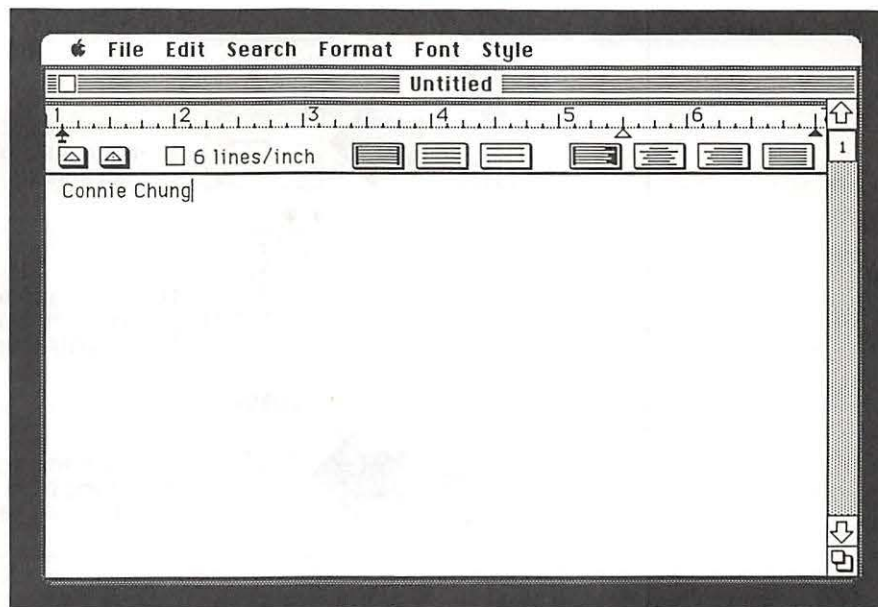 File Edit Search Format Font Style
Untitled
1 2 3 4 5 6 7
6 lines/inch
1
Connie Chung